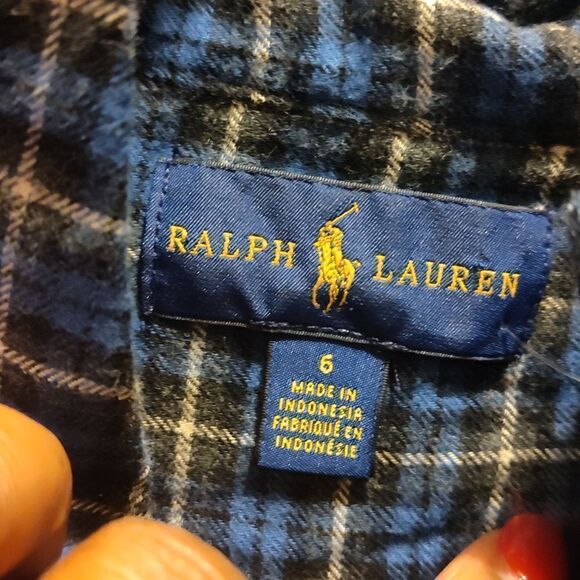 RALPH LAUREN
6
MADE IN
INDONESIA
FABRIQUÉ EN
INDONÉSIE